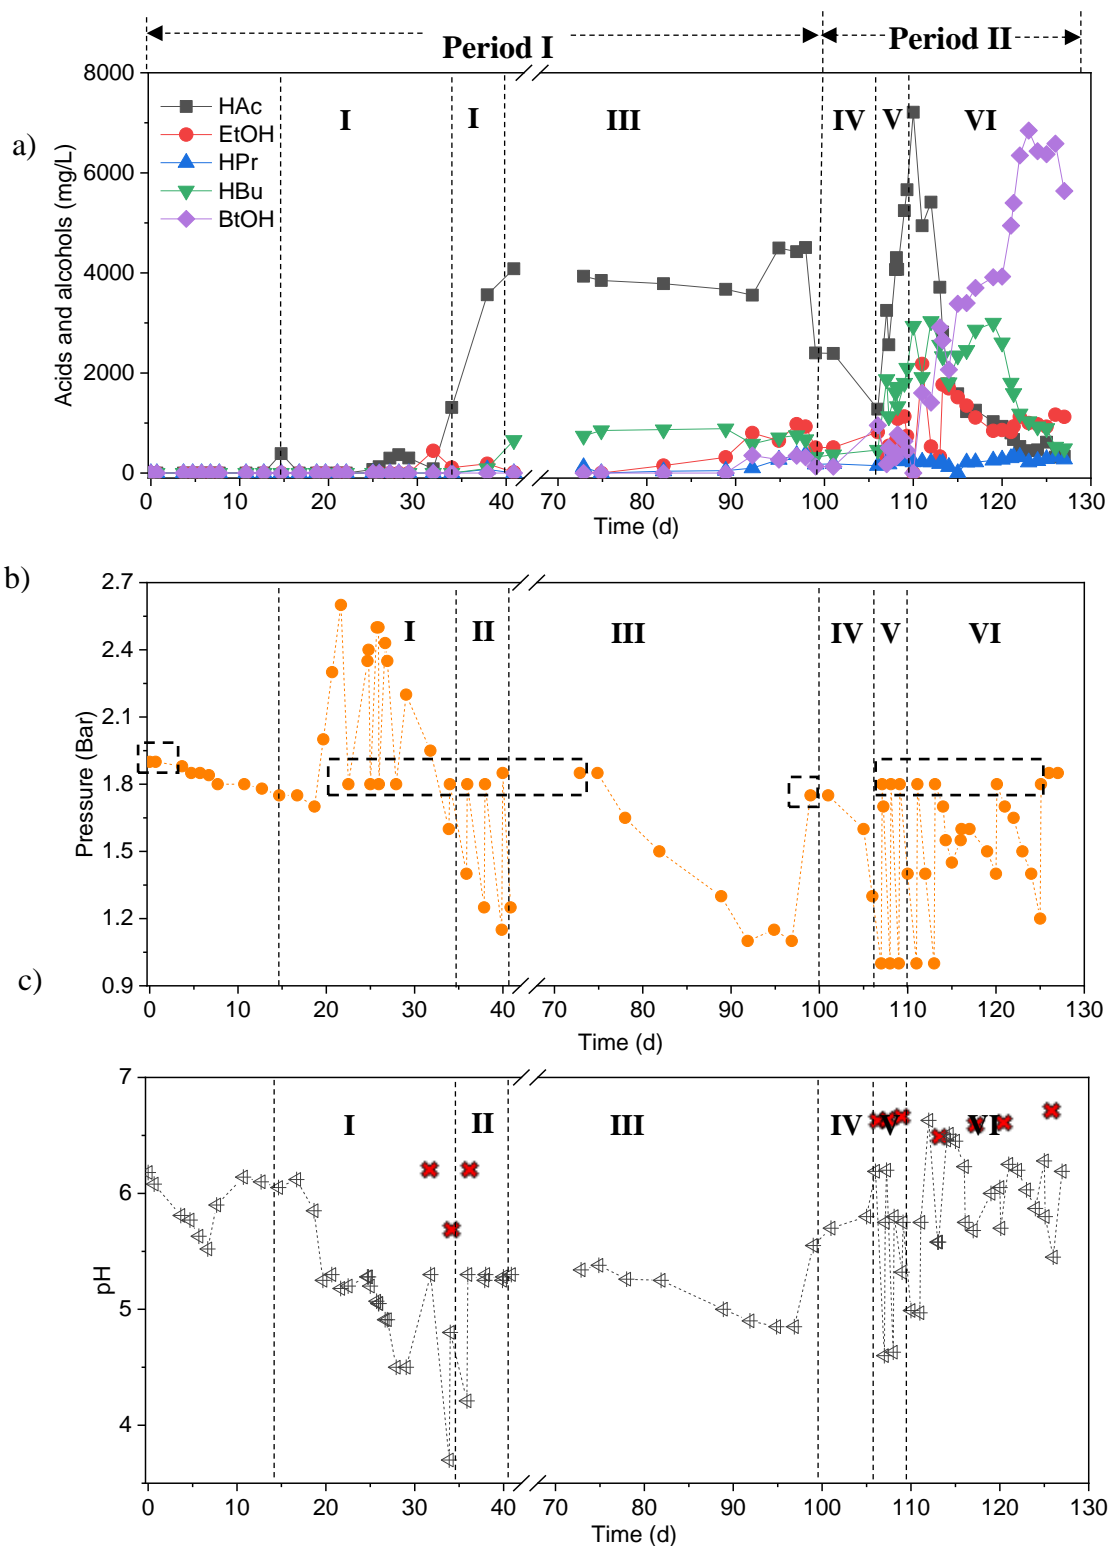 Period I
Period II
a)
Acids and alcohols (mg/L)
8000
6000
4000
2000
0
HAc
EtOH
HPr
HBu
BtOH
I
I
III
IV
V
VI
0 10 20 30 40 73 80 90 100 110 120 130
Time (d)
b)
Pressure (Bar)
2.7
2.4
2.1
1.8
1.5
1.2
0.9
I
II
III
IV
V
VI
0 10 20 30 40 70 80 90 100 110 120 130
Time (d)
c)
pH
7
6
5
4
I
II
III
IV
V
VI
0 10 20 30 40 70 80 90 100 110 120 130
Time (d)